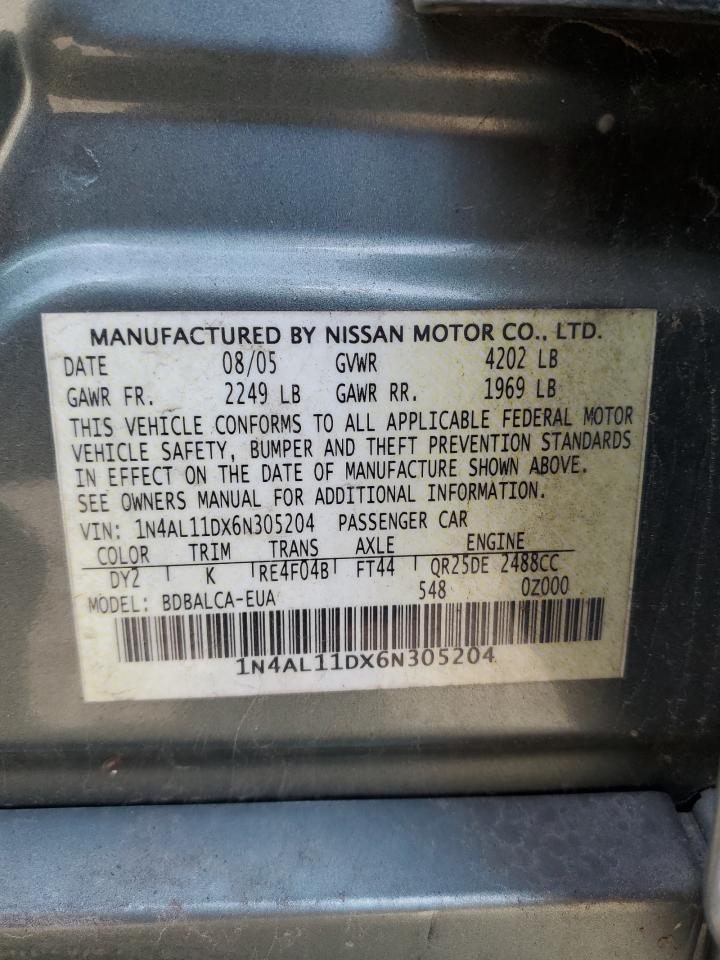 MANUFACTURED BY NISSAN MOTOR CO., LTD.
DATE 08/05 GVWR 4202 LB
GAWR FR. 2249 LB GAWR RR. 1969 LB
THIS VEHICLE CONFORMS TO ALL APPLICABLE FEDERAL MOTOR
VEHICLE SAFETY, BUMPER AND THEFT PREVENTION STANDARDS
IN EFFECT ON THE DATE OF MANUFACTURE SHOWN ABOVE.
SEE OWNERS MANUAL FOR ADDITIONAL INFORMATION.
VIN: 1N4AL11DX6N305204 PASSENGER CAR
COLOR TRIM TRANS AXLE ENGINE
DY2 K RE4F04B FT44 QR25DE 2488CC
MODEL: BDBALCA-EUA 548 0Z000
1N4AL11DX6N305204